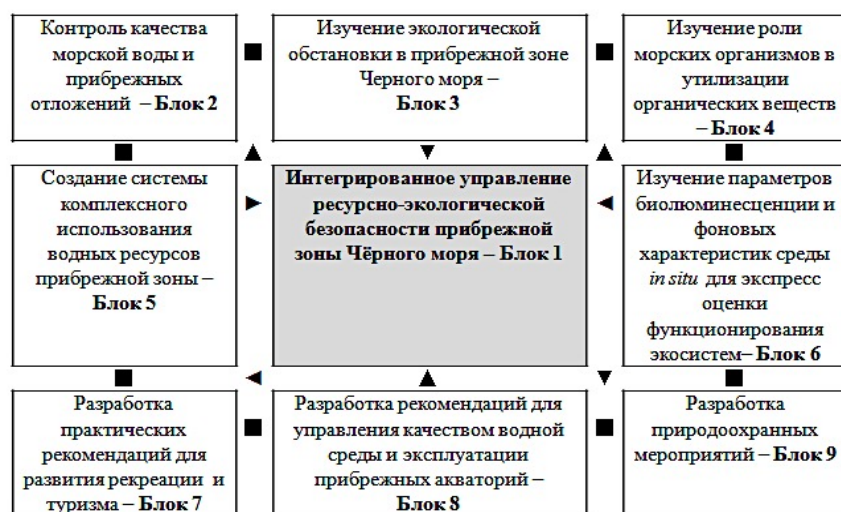 Контроль качества
морской воды и
прибрежных
отложений – Блок 2
Изучение экологической
обстановки в прибрежной зоне
Черного моря –
Блок 3
Изучение роли
морских организмов в
утилизации
органических веществ
– Блок 4
Создание системы
комплексного
использования
водных ресурсов
прибрежной зоны –
Блок 5
Интегрированное управление
ресурсно-экологической
безопасности прибрежной
зоны Чёрного моря – Блок 1
Изучение параметров
биолюминесценции и
фоновых
характеристик среды
in situ для экспресс
оценки
функционирования
экосистем– Блок 6
Разработка
практических
рекомендаций для
развития рекреации и
туризма – Блок 7
Разработка рекомендаций для
управления качеством водной
среды и эксплуатации
прибрежных акваторий –
Блок 8
Разработка
природоохранных
мероприятий – Блок 9